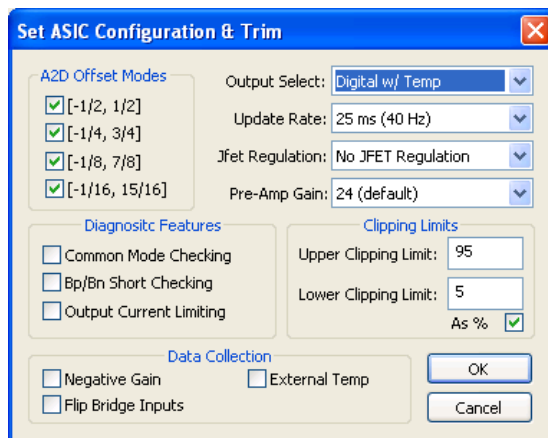 Set ASIC Configuration & Trim
A2D Offset Modes
[-1/2, 1/2]
[-1/4, 3/4]
[-1/8, 7/8]
[-1/16, 15/16]
Output Select: Digital w/ Temp
Update Rate: 25 ms (40 Hz)
Jfet Regulation: No JFET Regulation
Pre-Amp Gain: 24 (default)
Diagnositc Features
Common Mode Checking
Bp/Bn Short Checking
Output Current Limiting
Clipping Limits
Upper Clipping Limit: 95
Lower Clipping Limit: 5
As %
Data Collection
Negative Gain
External Temp
Flip Bridge Inputs
OK
Cancel